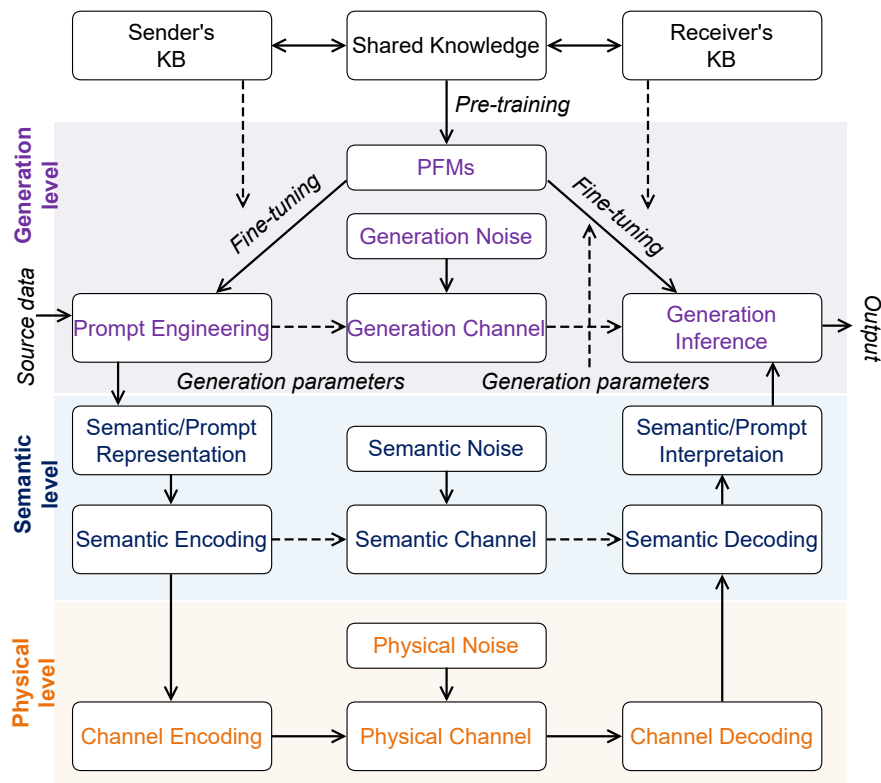 Sender's
KB
Shared Knowledge
Receiver's
KB
Pre-training
Generation
level
PFMs
Fine-tuning
Fine-tuning
Generation Noise
Source data
Prompt Engineering
Generation Channel
Generation
Inference
Output
Generation parameters
Generation parameters
Semantic
level
Semantic/Prompt
Representation
Semantic Noise
Semantic/Prompt
Interpretaion
Semantic Encoding
Semantic Channel
Semantic Decoding
Physical
level
Physical Noise
Channel Encoding
Physical Channel
Channel Decoding